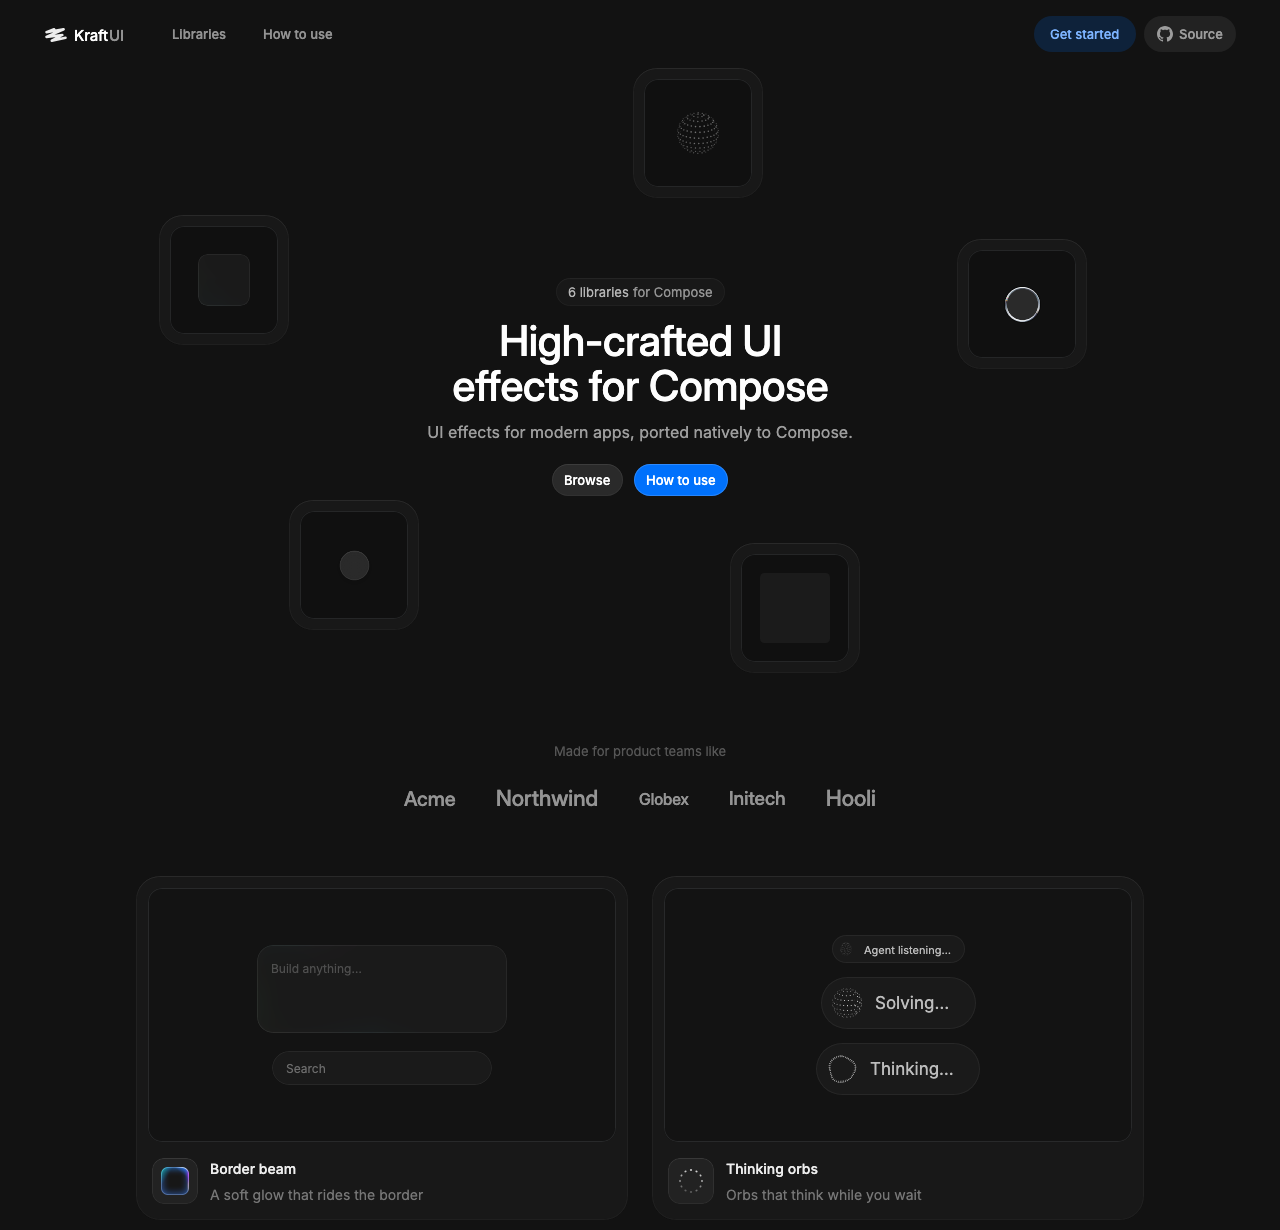 KraftUI
Libraries
How to use
Get started
Source
6 libraries for Compose
High-crafted UI
effects for Compose
UI effects for modern apps, ported natively to Compose.
Browse
How to use
Made for product teams like
Acme
Northwind
Globex
Initech
Hooli
Build anything...
Search
Agent listening...
Solving...
Thinking...
Border beam
A soft glow that rides the border
Thinking orbs
Orbs that think while you wait